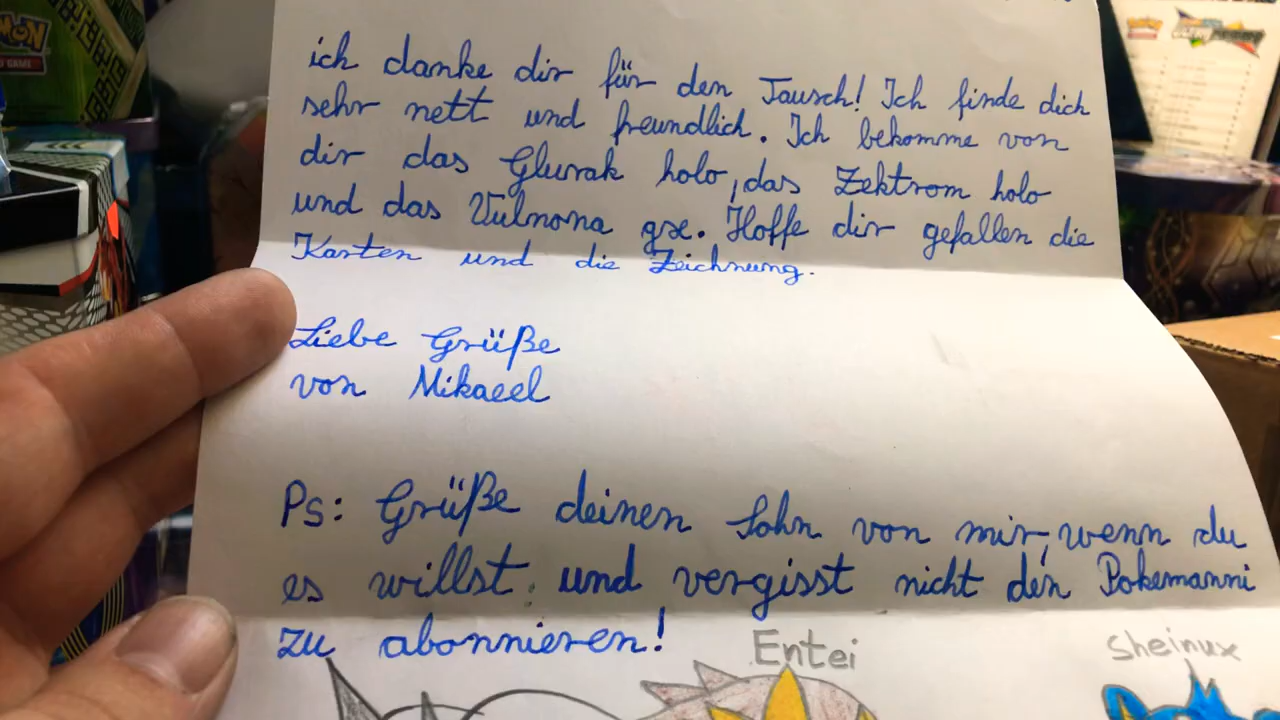 ich danke dir für den Tausch! Ich finde dich
sehr nett und freundlich. Ich bekomme von
dir das Glurak holo, das Zektrom holo
und das Vulnona gx. Hoffe dir gefallen die
Karten und die Zeichnung.
Liebe Grüße
von Mikaeel
Ps: Grüße deinen Sohn von mir, wenn du
es willst und vergisst nicht den Pokemanni
zu abonnieren!
Entei
Sheinux